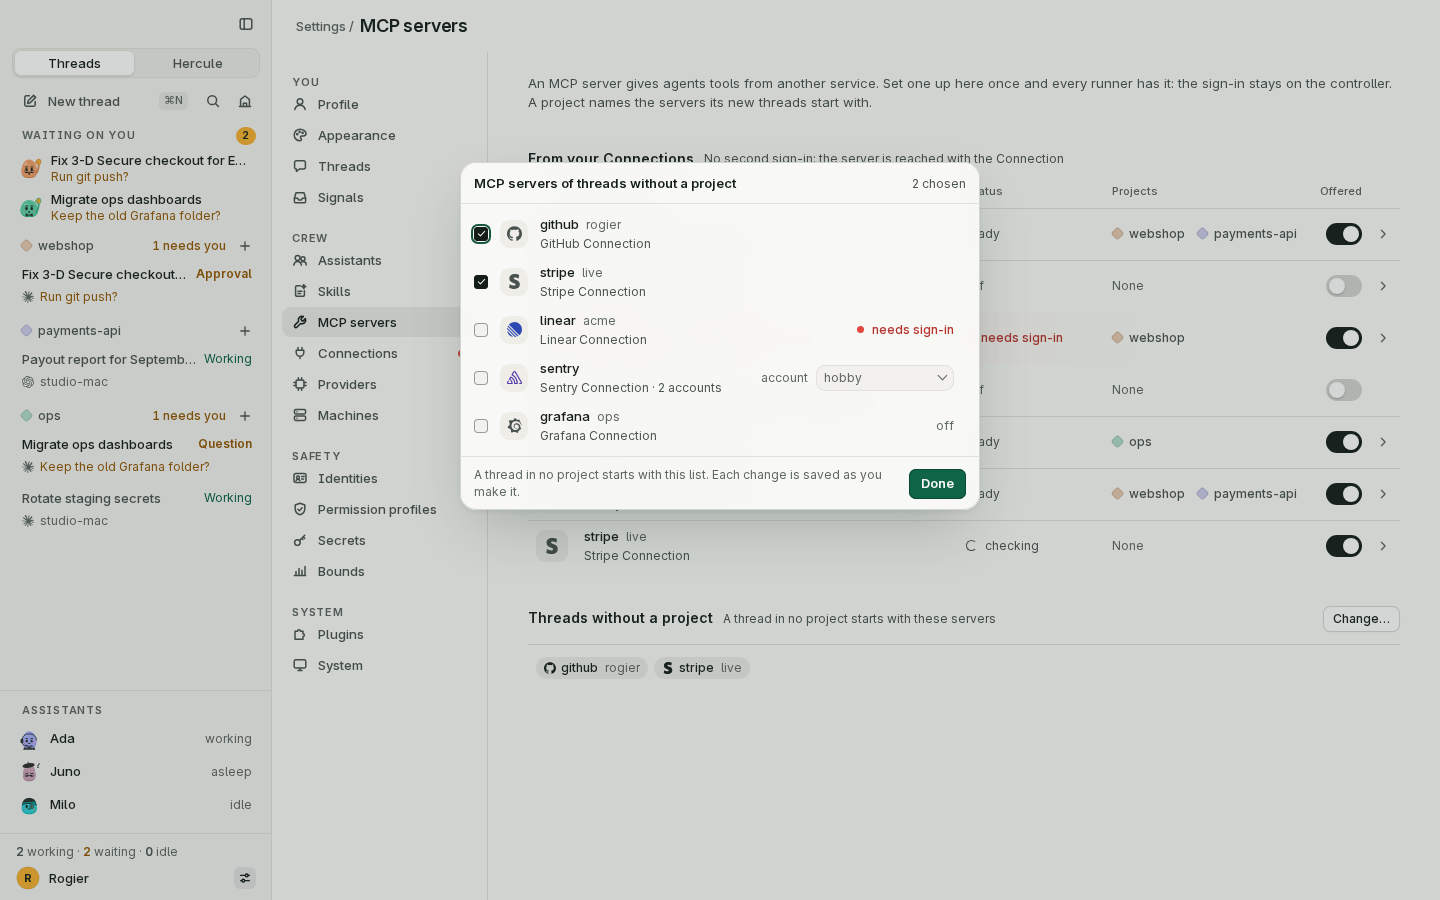 Threads
Hercule
New thread
⌘N
WAITING ON YOU
2
Fix 3-D Secure checkout for E…
Run git push?
Migrate ops dashboards
Keep the old Grafana folder?
webshop
1 needs you
Fix 3-D Secure checkout…
Approval
Run git push?
payments-api
Payout report for Septemb…
Working
studio-mac
ops
1 needs you
Migrate ops dashboards
Question
Keep the old Grafana folder?
Rotate staging secrets
Working
studio-mac
ASSISTANTS
Ada
working
Juno
asleep
Milo
idle
2 working · 2 waiting · 0 idle
R
Rogier
Settings / MCP servers
YOU
Profile
Appearance
Threads
Signals
CREW
Assistants
Skills
MCP servers
Connections
Providers
Machines
SAFETY
Identities
Permission profiles
Secrets
Bounds
SYSTEM
Plugins
System
An MCP server gives agents tools from another service. Set one up here once and every runner has it: the sign-in stays on the controller.
A project names the servers its new threads start with.
From your Connections
No second sign-in: the server is reached with the Connection
Projects
Offered
webshop
payments-api
None
needs sign-in
webshop
None
ops
webshop
payments-api
stripe live
Stripe Connection
checking
None
MCP servers of threads without a project
2 chosen
github rogier
GitHub Connection
stripe live
Stripe Connection
linear acme
Linear Connection
needs sign-in
sentry
Sentry Connection · 2 accounts
account
hobby
grafana ops
Grafana Connection
off
A thread in no project starts with this list. Each change is saved as you
make it.
Done
Threads without a project
A thread in no project starts with these servers
Change…
github rogier
stripe live